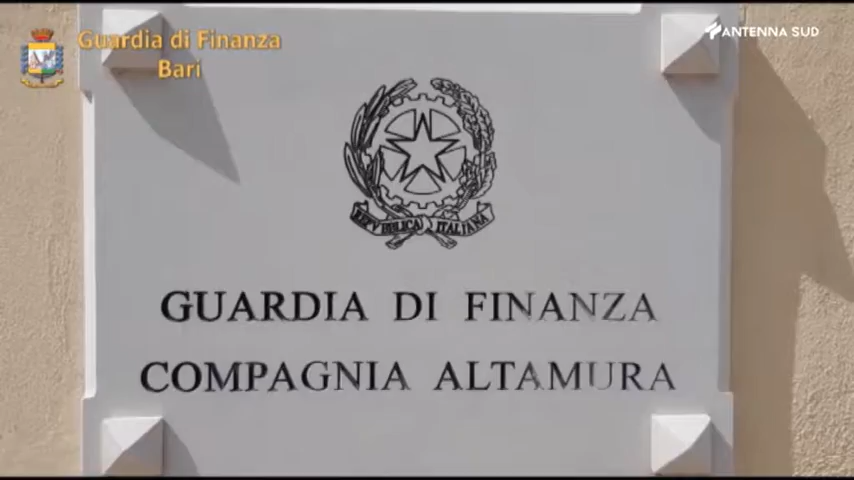 Guardia di Finanza
Bari
ANTENNA SUD
REPVBBLICA ITALIANA
GUARDIA DI FINANZA
COMPAGNIA ALTAMURA